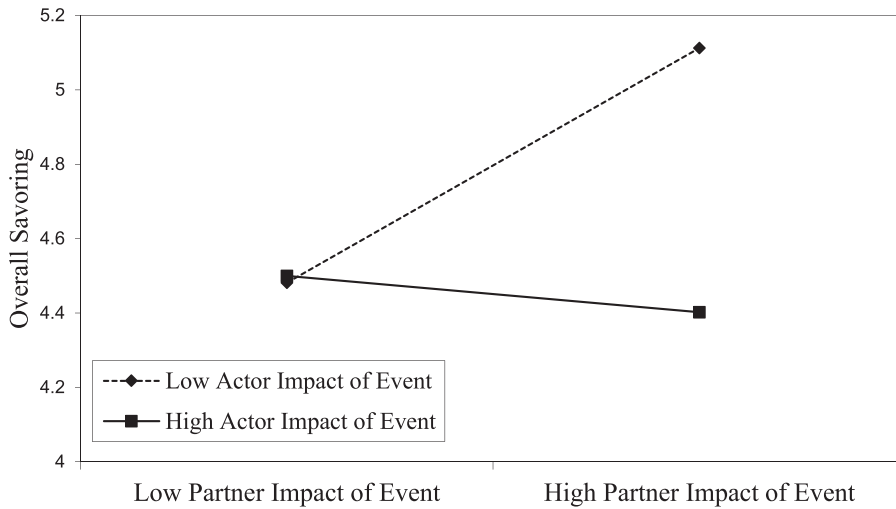 5.2
5
4.8
4.6
4.4
4.2
4
Overall Savoring
Low Actor Impact of Event
High Actor Impact of Event
Low Partner Impact of Event
High Partner Impact of Event